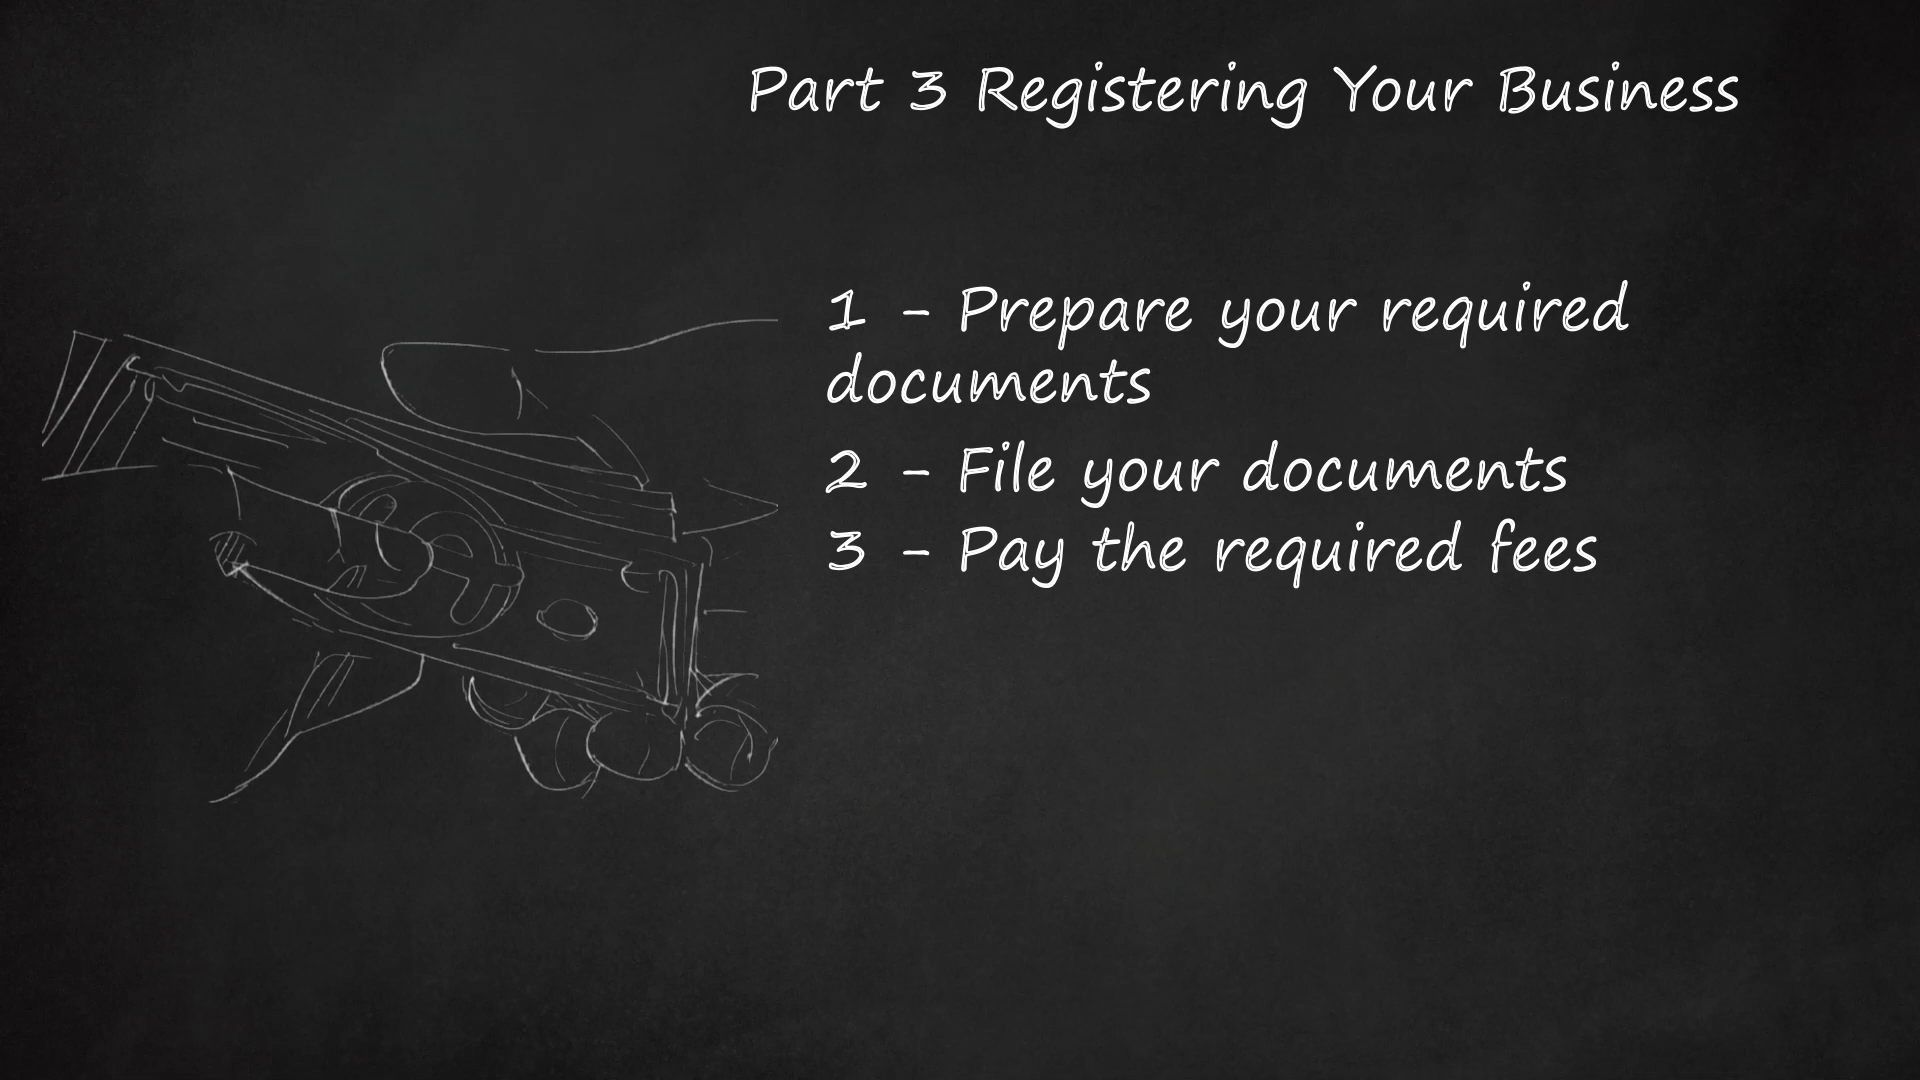 Part 3 Registering Your Business
1 - Prepare your required
documents
2 - File your documents
3 - Pay the required fees